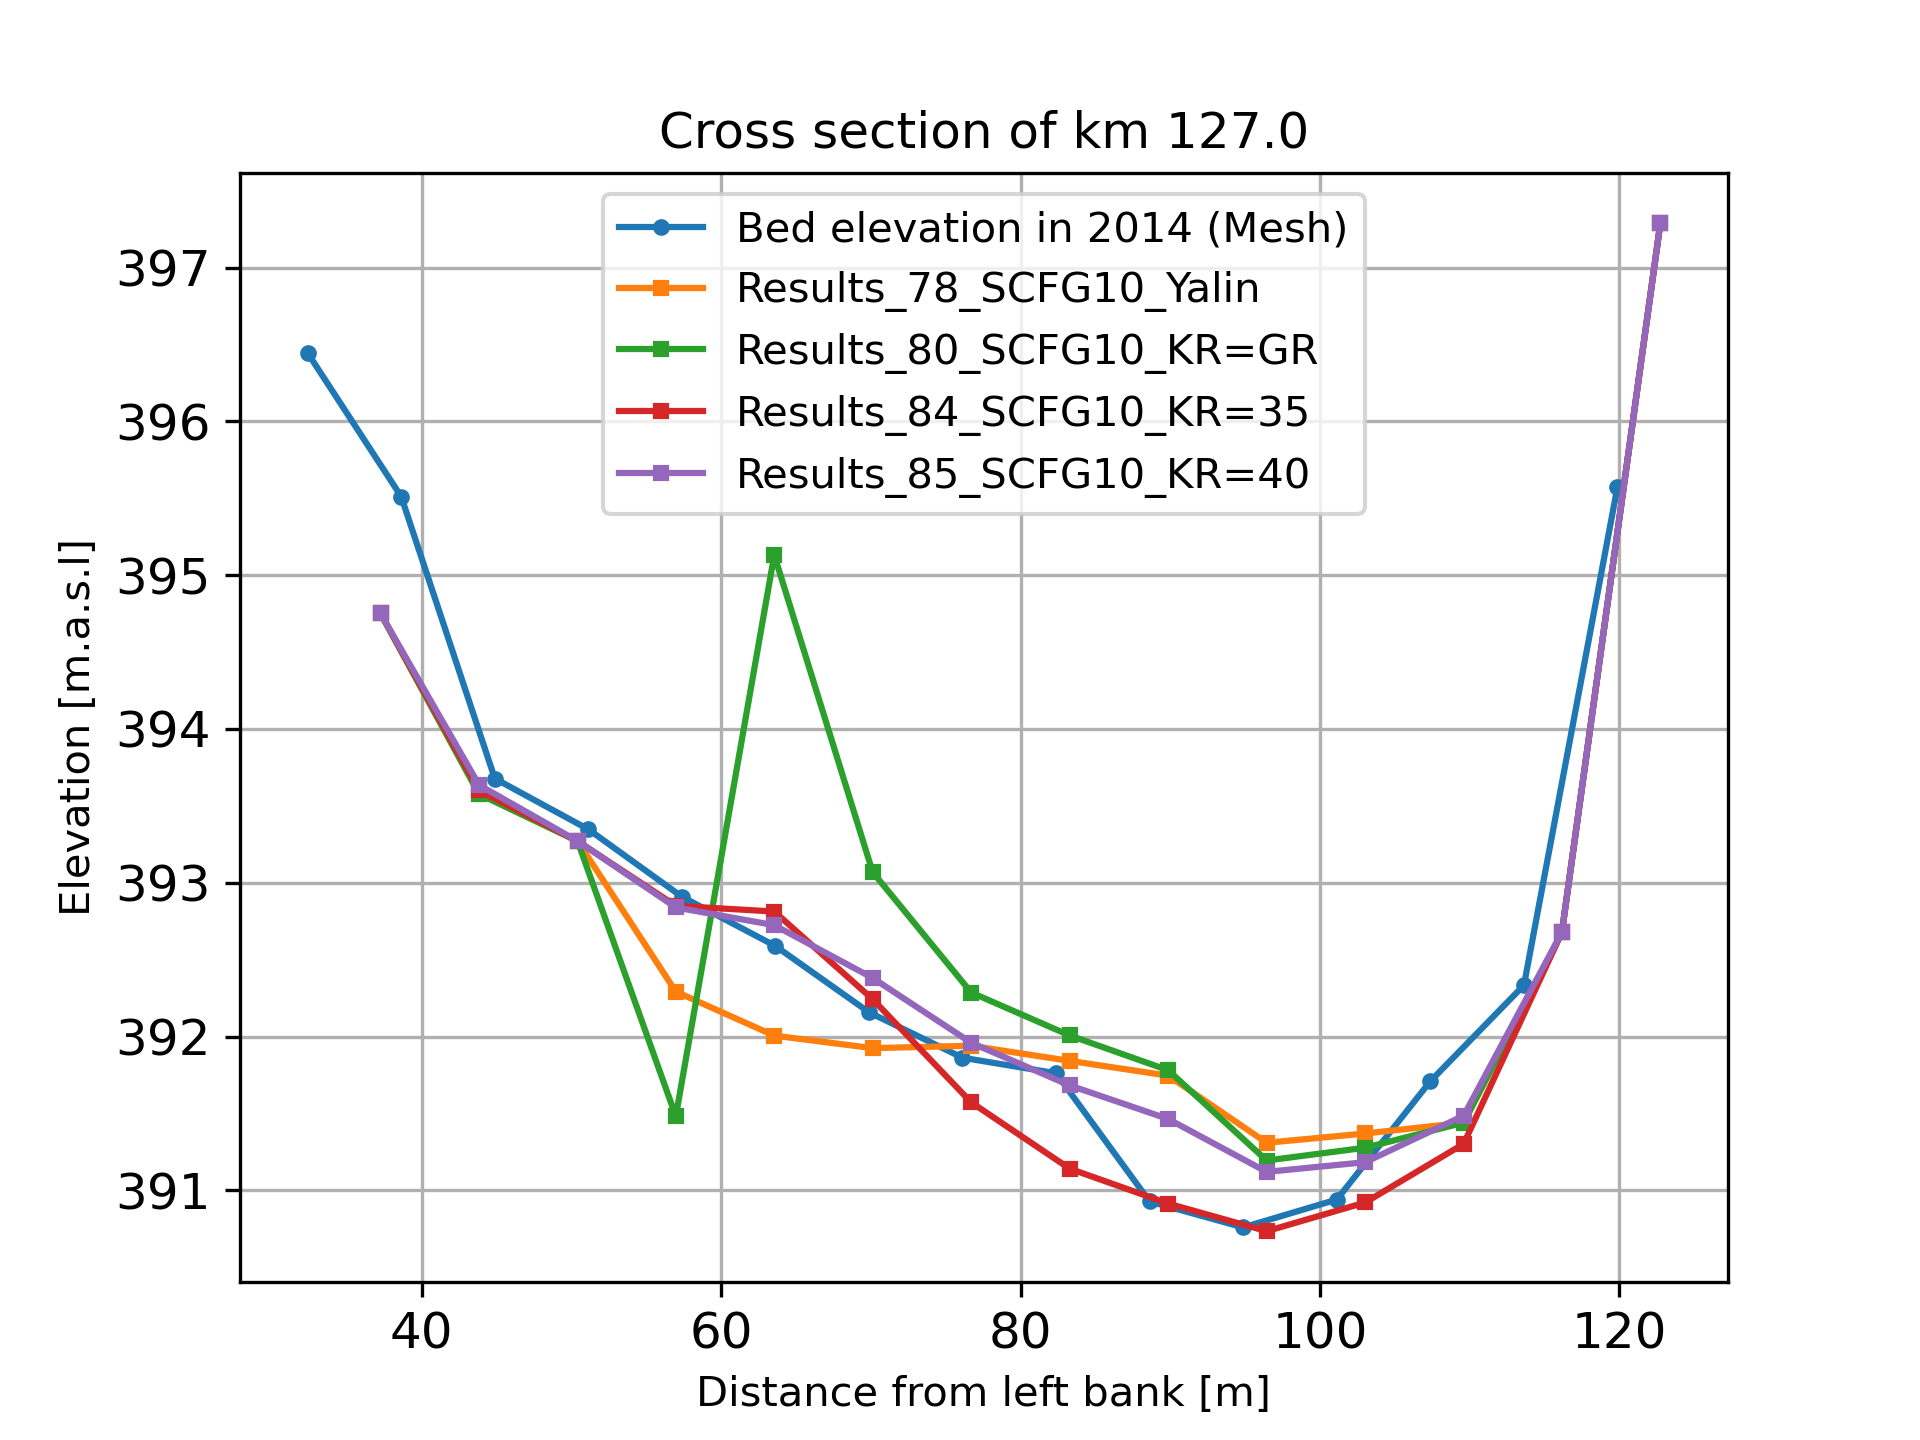 Cross section of km 127.0
Bed elevation in 2014 (Mesh)
Results_78_SCFG10_Yalin
Results_80_SCFG10_KR=GR
Results_84_SCFG10_KR=35
Results_85_SCFG10_KR=40
397
396
395
394
393
392
391
Elevation [m.a.s.l]
40 60 80 100 120
Distance from left bank [m]